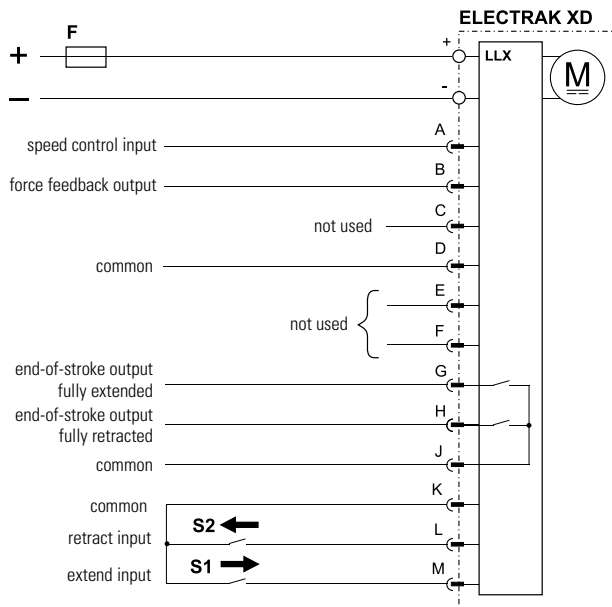 ELECTRAK XD
F
+
+
LLX
M
–
-
A
speed control input
B
force feedback output
C
not used
D
common
E
not used
F
G
end-of-stroke output
fully extended
H
end-of-stroke output
fully retracted
J
common
K
common
S2
L
retract input
S1
M
extend input